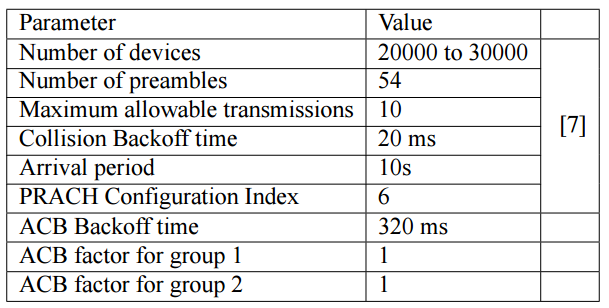 Parameter Value
Number of devices 20000 to 30000
Number of preambles 54
Maximum allowable transmissions 10
[7]
Collision Backoff time 20 ms
Arrival period 10s
PRACH Configuration Index 6
ACB Backoff time 320 ms
ACB factor for group 1 1
ACB factor for group 2 1